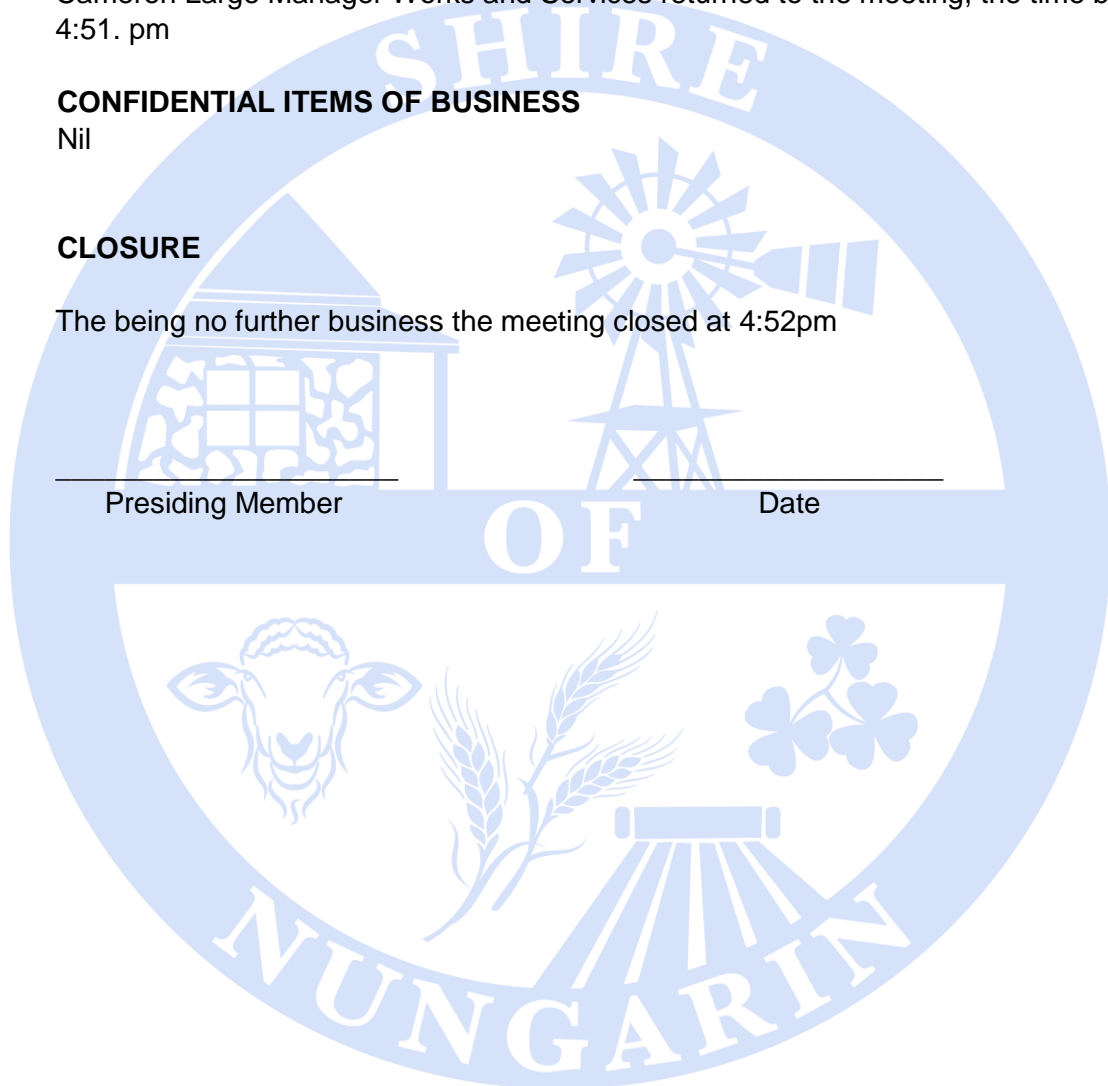 Cameron Large Manager Works and Services returned to the meeting, the time b
4:51. pm
CONFIDENTIAL ITEMS OF BUSINESS
Nil
CLOSURE
The being no further business the meeting closed at 4:52pm
Presiding Member Date
SHIRE
OF
NUNGARIN